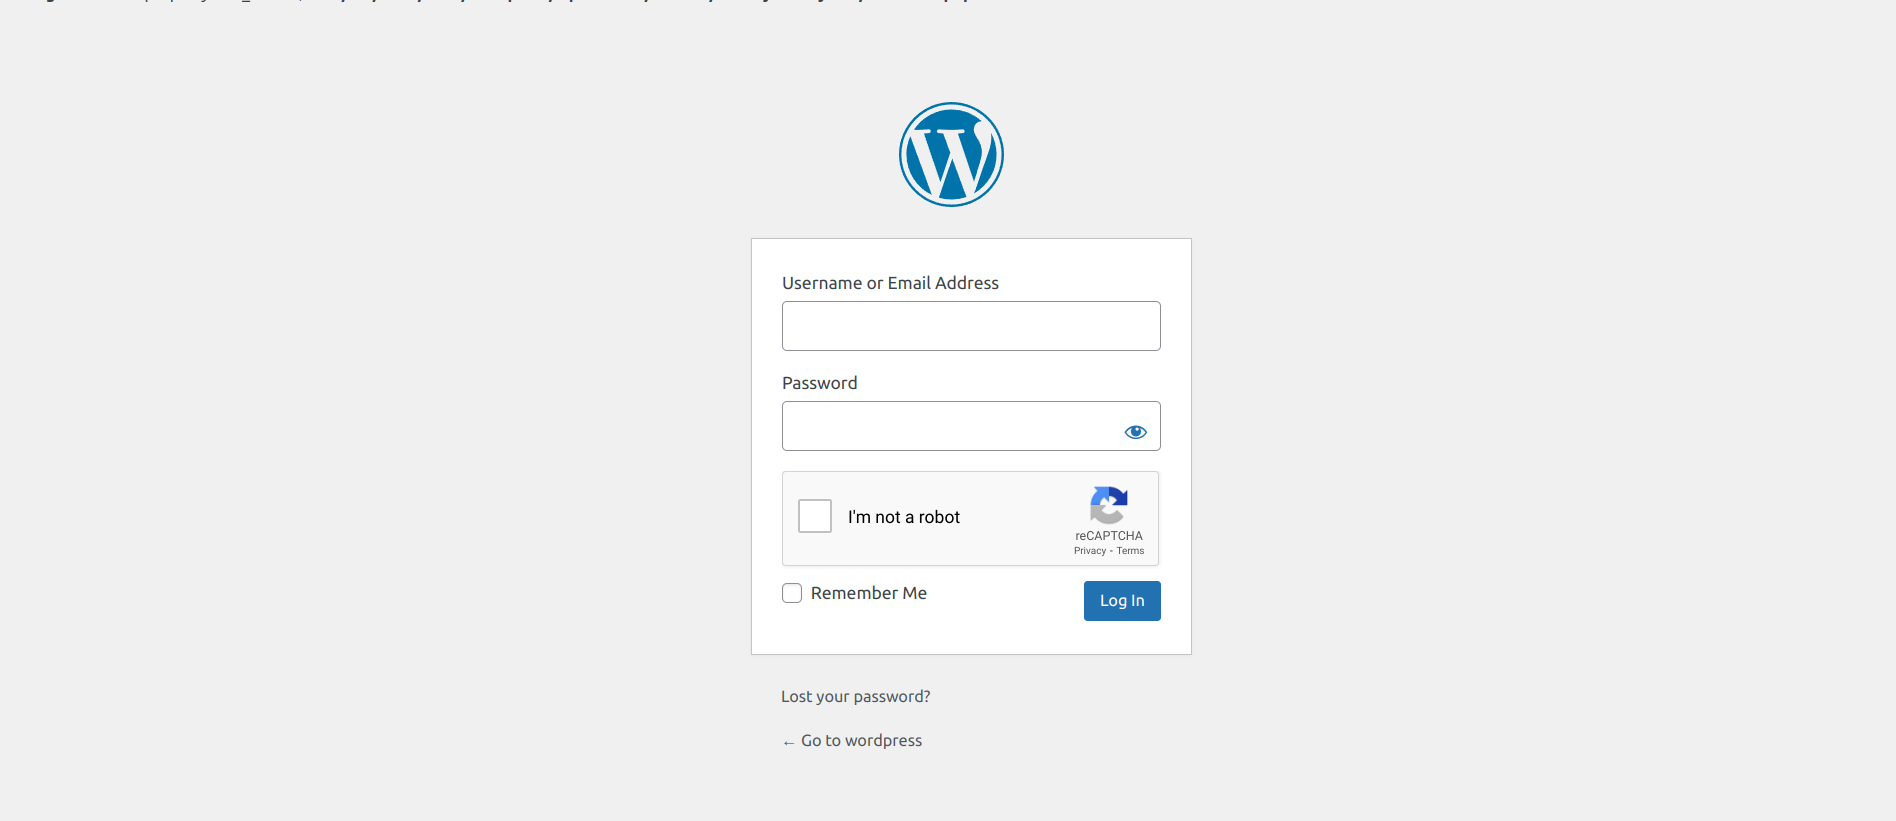 Username or Email Address
Password
I'm not a robot
reCAPTCHA
Privacy - Terms
Remember Me
Log In
Lost your password?
← Go to wordpress